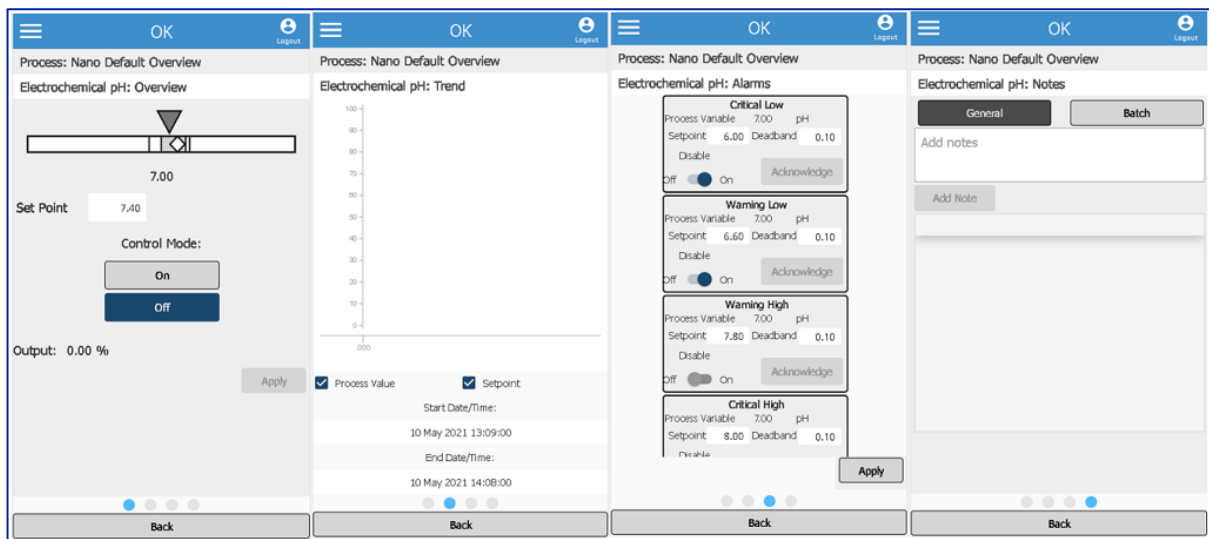 OK
Logout
Process: Nano Default Overview
Electrochemical pH: Overview
7.00
Set Point 7.40
Control Mode:
On
Off
Output: 0.00 %
Apply
Back
OK
Logout
Process: Nano Default Overview
Electrochemical pH: Trend
100
90
80
70
60
50
40
30
20
10
0
.000
Process Value Setpoint
Start Date/Time:
10 May 2021 13:09:00
End Date/Time:
10 May 2021 14:08:00
Back
OK
Logout
Process: Nano Default Overview
Electrochemical pH: Alarms
Critical Low
Process Variable 7.00 pH
Setpoint 6.00 Deadband 0.10
Disable
Off On Acknowledge
Warning Low
Process Variable 7.00 pH
Setpoint 6.60 Deadband 0.10
Disable
Off On Acknowledge
Warning High
Process Variable 7.00 pH
Setpoint 7.80 Deadband 0.10
Disable
Off On Acknowledge
Critical High
Process Variable 7.00 pH
Setpoint 8.00 Deadband 0.10
Disable
Apply
Back
OK
Logout
Process: Nano Default Overview
Electrochemical pH: Notes
General Batch
Add notes
Add Note
Back